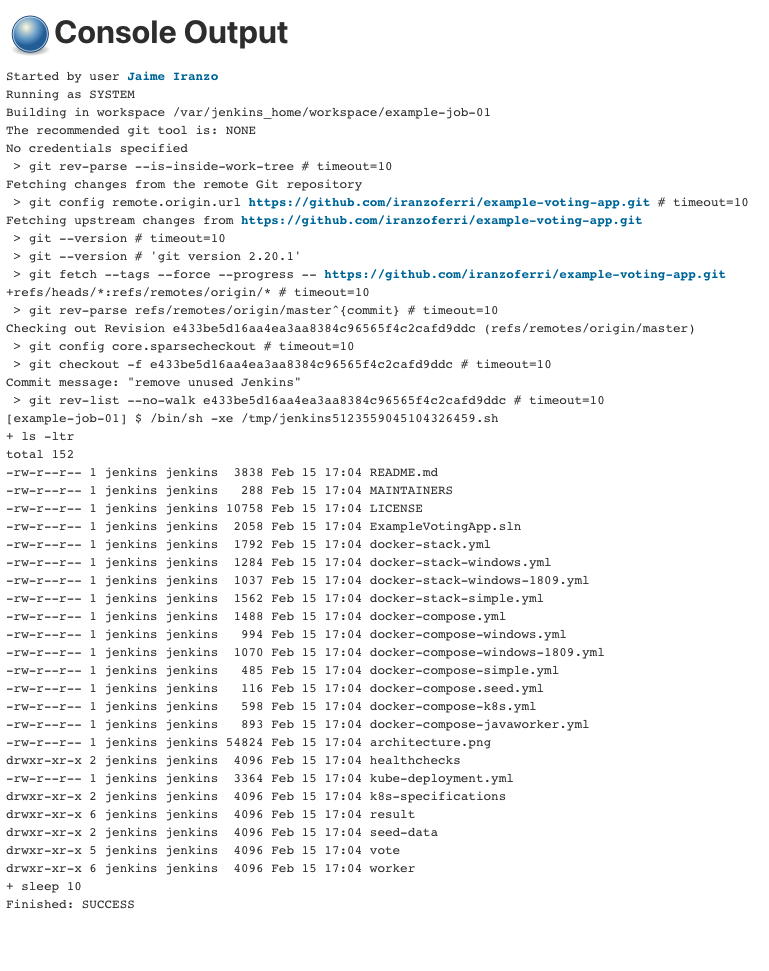 Console Output
Started by user Jaime Iranzo
Running as SYSTEM
Building in workspace /var/jenkins_home/workspace/example-job-01
The recommended git tool is: NONE
No credentials specified
 > git rev-parse --is-inside-work-tree # timeout=10
Fetching changes from the remote Git repository
 > git config remote.origin.url https://github.com/iranzoferri/example-voting-app.git # timeout=10
Fetching upstream changes from https://github.com/iranzoferri/example-voting-app.git
 > git --version # timeout=10
 > git --version # 'git version 2.20.1'
 > git fetch --tags --force --progress -- https://github.com/iranzoferri/example-voting-app.git
+refs/heads/*:refs/remotes/origin/* # timeout=10
 > git rev-parse refs/remotes/origin/master^{commit} # timeout=10
Checking out Revision e433be5d16aa4ea3aa8384c96565f4c2cafd9ddc (refs/remotes/origin/master)
 > git config core.sparsecheckout # timeout=10
 > git checkout -f e433be5d16aa4ea3aa8384c96565f4c2cafd9ddc # timeout=10
Commit message: "remove unused Jenkins"
 > git rev-list --no-walk e433be5d16aa4ea3aa8384c96565f4c2cafd9ddc # timeout=10
[example-job-01] $ /bin/sh -xe /tmp/jenkins5123559045104326459.sh
+ ls -ltr
total 152
-rw-r--r-- 1 jenkins jenkins  3838 Feb 15 17:04 README.md
-rw-r--r-- 1 jenkins jenkins   288 Feb 15 17:04 MAINTAINERS
-rw-r--r-- 1 jenkins jenkins 10758 Feb 15 17:04 LICENSE
-rw-r--r-- 1 jenkins jenkins  2058 Feb 15 17:04 ExampleVotingApp.sln
-rw-r--r-- 1 jenkins jenkins  1792 Feb 15 17:04 docker-stack.yml
-rw-r--r-- 1 jenkins jenkins  1284 Feb 15 17:04 docker-stack-windows.yml
-rw-r--r-- 1 jenkins jenkins  1037 Feb 15 17:04 docker-stack-windows-1809.yml
-rw-r--r-- 1 jenkins jenkins  1562 Feb 15 17:04 docker-stack-simple.yml
-rw-r--r-- 1 jenkins jenkins  1488 Feb 15 17:04 docker-compose.yml
-rw-r--r-- 1 jenkins jenkins   994 Feb 15 17:04 docker-compose-windows.yml
-rw-r--r-- 1 jenkins jenkins  1070 Feb 15 17:04 docker-compose-windows-1809.yml
-rw-r--r-- 1 jenkins jenkins   485 Feb 15 17:04 docker-compose-simple.yml
-rw-r--r-- 1 jenkins jenkins   116 Feb 15 17:04 docker-compose.seed.yml
-rw-r--r-- 1 jenkins jenkins   598 Feb 15 17:04 docker-compose-k8s.yml
-rw-r--r-- 1 jenkins jenkins   893 Feb 15 17:04 docker-compose-javaworker.yml
-rw-r--r-- 1 jenkins jenkins 54824 Feb 15 17:04 architecture.png
drwxr-xr-x 2 jenkins jenkins  4096 Feb 15 17:04 healthchecks
-rw-r--r-- 1 jenkins jenkins  3364 Feb 15 17:04 kube-deployment.yml
drwxr-xr-x 2 jenkins jenkins  4096 Feb 15 17:04 k8s-specifications
drwxr-xr-x 6 jenkins jenkins  4096 Feb 15 17:04 result
drwxr-xr-x 2 jenkins jenkins  4096 Feb 15 17:04 seed-data
drwxr-xr-x 5 jenkins jenkins  4096 Feb 15 17:04 vote
drwxr-xr-x 6 jenkins jenkins  4096 Feb 15 17:04 worker
+ sleep 10
Finished: SUCCESS